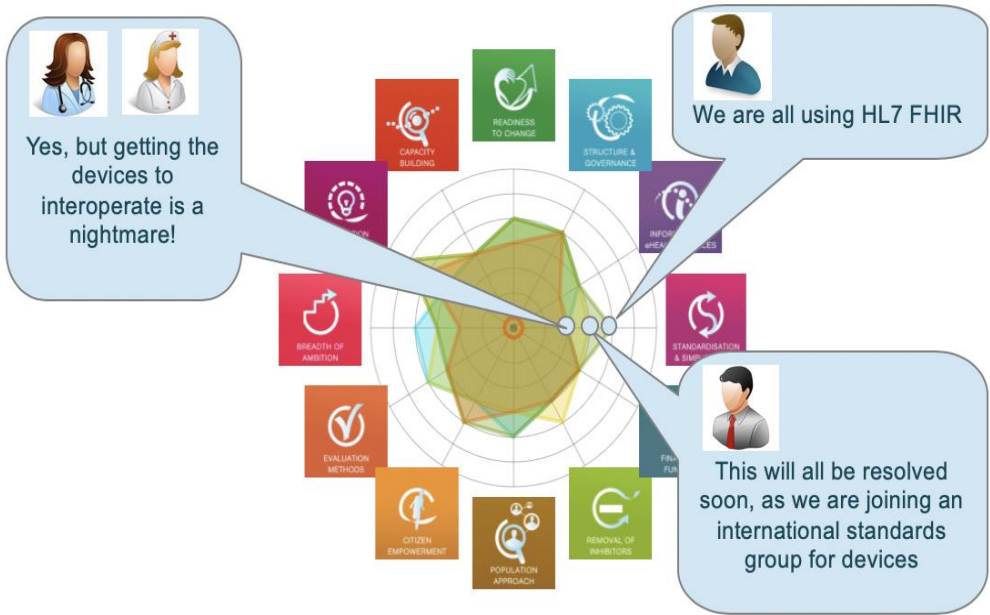 We are all using HL7 FHIR
Yes, but getting the
devices to
interoperate is a
nightmare!
READINESS
TO CHANGE
CAPACITY
BUILDING
STRUCTURE &
GOVERNANCE
BREADTH OF
AMBITION
STANDARDISATION
EVALUATION
METHODS
CITIZEN
EMPOWERMENT
POPULATION
APPROACH
REMOVAL OF
INHIBITORS
This will all be resolved
soon, as we are joining an
international standards
group for devices